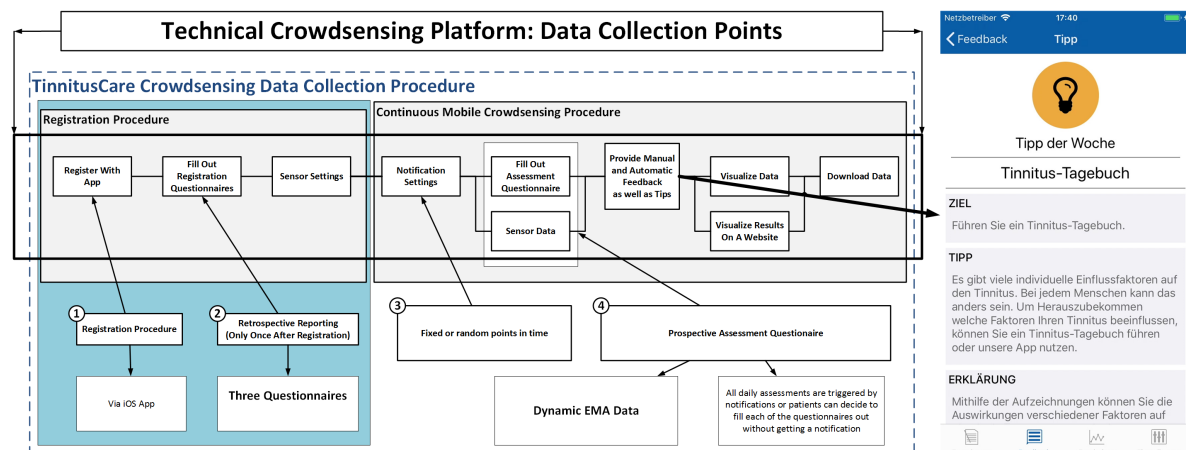 Technical Crowdsensing Platform: Data Collection Points
TinnitusCare Crowdsensing Data Collection Procedure
Registration Procedure
Register With
App
Fill Out
Registration
Questionnaires
Sensor Settings
Continuous Mobile Crowdsensing Procedure
Notification
Settings
Fill Out
Assessment
Questionnaire
Sensor Data
Provide Manual
and Automatic
Feedback
as well as Tips
Visualize Data
Visualize Results
On A Website
Download Data
1
Registration Procedure
Via iOS App
2
Retrospective Reporting
(Only Once After Registration)
Three Questionnaires
3
Fixed or random points in time
4
Prospective Assessment Questionaire
Dynamic EMA Data
All daily assessments are triggered by
notifications or patients can decide to
fill each of the questionnaires out
without getting a notification
Netzbetreiber
17:40
Feedback
Tipp
Tipp der Woche
Tinnitus-Tagebuch
ZIEL
Führen Sie ein Tinnitus-Tagebuch.
TIPP
Es gibt viele individuelle Einflussfaktoren auf
den Tinnitus. Bei jedem Menschen kann das
anders sein. Um Herauszubekommen
welche Faktoren Ihren Tinnitus beeinflussen,
können Sie ein Tinnitus-Tagebuch führen
oder unsere App nutzen.
ERKLÄRUNG
Mithilfe der Aufzeichnungen können Sie die
Auswirkungen verschiedener Faktoren auf